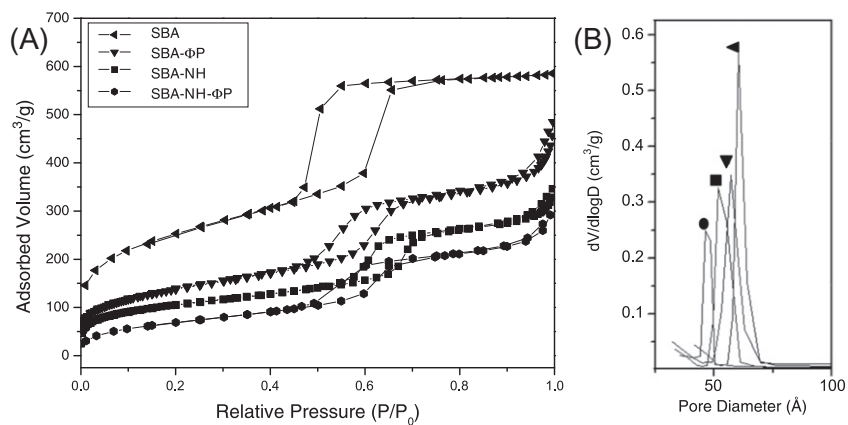 (A)
700
600
500
400
300
200
100
0
Adsorbed Volume (cm³/g)
SBA
SBA-ΦP
SBA-NH
SBA-NH-ΦP
0.0 0.2 0.4 0.6 0.8 1.0
Relative Pressure (P/P₀)
(B)
0.6
0.5
0.4
0.3
0.2
0.1
dV/dlogD (cm³/g)
50 100
Pore Diameter (Å)